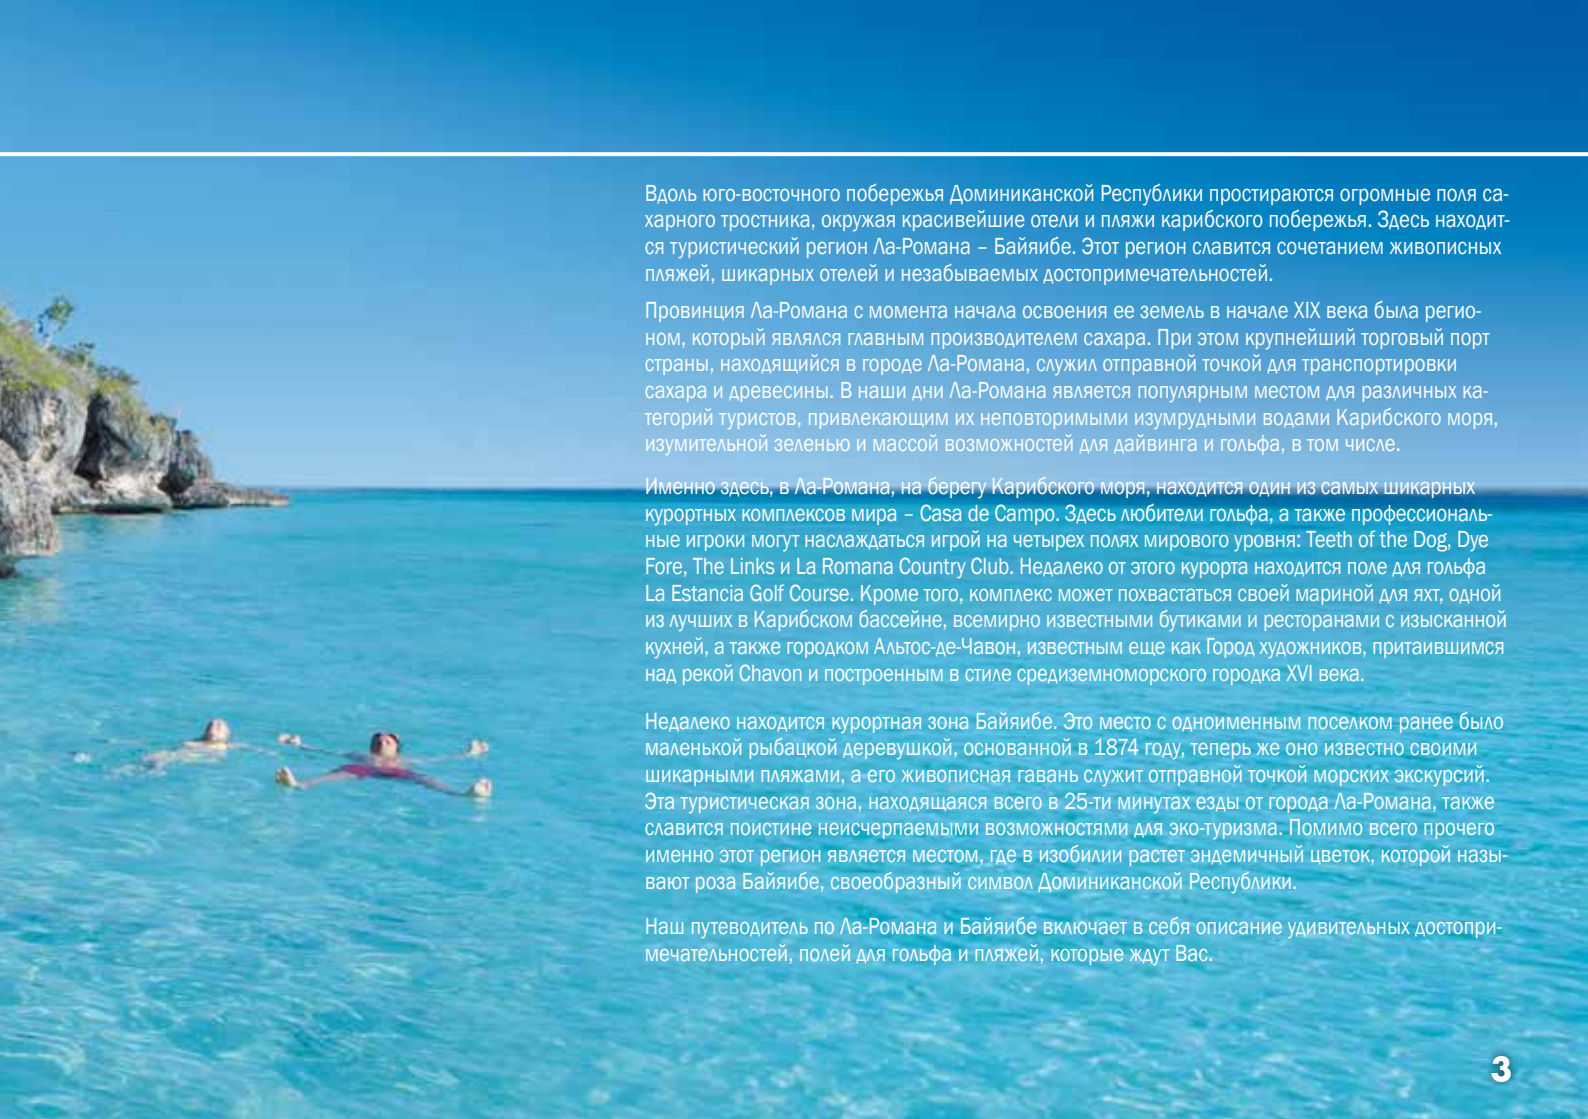 Вдоль юго-восточного побережья Доминиканской Республики простираются огромные поля са-
харного тростника, окружая красивейшие отели и пляжи карибского побережья. Здесь находит-
ся туристический регион Ла-Романа – Байяибе. Этот регион славится сочетанием живописных
пляжей, шикарных отелей и незабываемых достопримечательностей.
Провинция Ла-Романа с момента начала освоения ее земель в начале XIX века была регио-
ном, который являлся главным производителем сахара. При этом крупнейший торговый порт
страны, находящийся в городе Ла-Романа, служил отправной точкой для транспортировки
сахара и древесины. В наши дни Ла-Романа является популярным местом для различных ка-
тегорий туристов, привлекающим их неповторимыми изумрудными водами Карибского моря,
изумительной зеленью и массой возможностей для дайвинга и гольфа, в том числе.
Именно здесь, в Ла-Романа, на берегу Карибского моря, находится один из самых шикарных
курортных комплексов мира – Casa de Campo. Здесь любители гольфа, а также профессиональ-
ные игроки могут наслаждаться игрой на четырех полях мирового уровня: Teeth of the Dog, Dye
Fore, The Links и La Romana Country Club. Недалеко от этого курорта находится поле для гольфа
La Estancia Golf Course. Кроме того, комплекс может похвастаться своей мариной для яхт, одной
из лучших в Карибском бассейне, всемирно известными бутиками и ресторанами с изысканной
кухней, а также городком Альтос-де-Чавон, известным еще как Город художников, притаившимся
над рекой Chavon и построенным в стиле средиземноморского городка XVI века.
Недалеко находится курортная зона Байяибе. Это место с одноименным поселком ранее было
маленькой рыбацкой деревушкой, основанной в 1874 году, теперь же оно известно своими
шикарными пляжами, а его живописная гавань служит отправной точкой морских экскурсий.
Эта туристическая зона, находящаяся всего в 25-ти минутах езды от города Ла-Романа, также
славится поистине неисчерпаемыми возможностями для эко-туризма. Помимо всего прочего
именно этот регион является местом, где в изобилии растет эндемичный цветок, которой назы-
вают роза Байяибе, своеобразный символ Доминиканской Республики.
Наш путеводитель по Ла-Романа и Байяибе включает в себя описание удивительных достопри-
мечательностей, полей для гольфа и пляжей, которые ждут Вас.
3